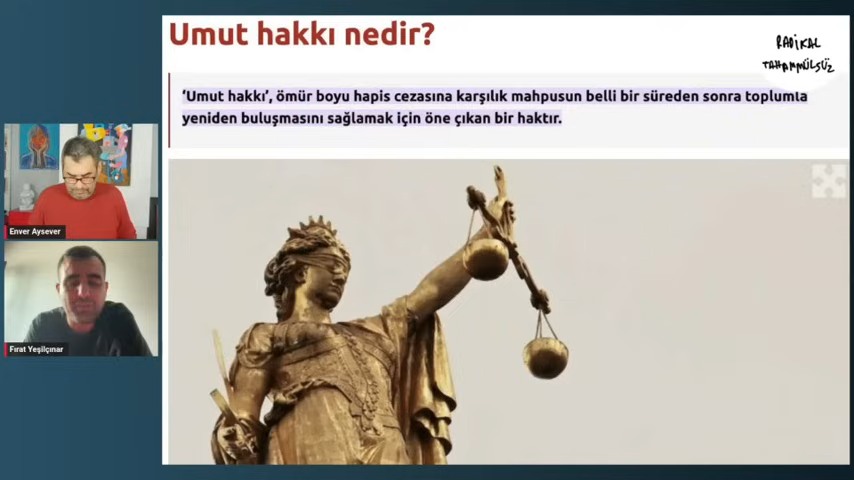 Umut hakkı nedir?
RADİKAL
TAHAMMÜLSÜZ
‘Umut hakkı’, ömür boyu hapis cezasına karşılık mahpusun belli bir süreden sonra toplumla
yeniden buluşmasını sağlamak için öne çıkan bir haktır.
Enver Aysever
Fırat Yeşilçınar